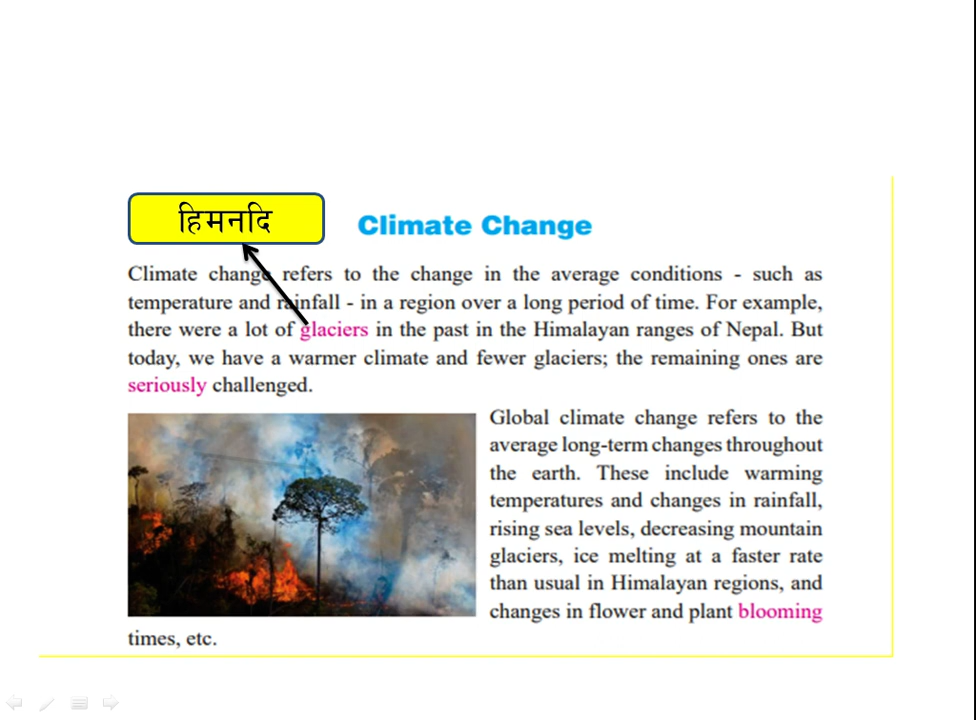 हिमनदि
Climate Change
Climate change refers to the change in the average conditions - such as
temperature and rainfall - in a region over a long period of time. For example,
there were a lot of glaciers in the past in the Himalayan ranges of Nepal. But
today, we have a warmer climate and fewer glaciers; the remaining ones are
seriously challenged.
Global climate change refers to the
average long-term changes throughout
the earth. These include warming
temperatures and changes in rainfall,
rising sea levels, decreasing mountain
glaciers, ice melting at a faster rate
than usual in Himalayan regions, and
changes in flower and plant blooming
times, etc.